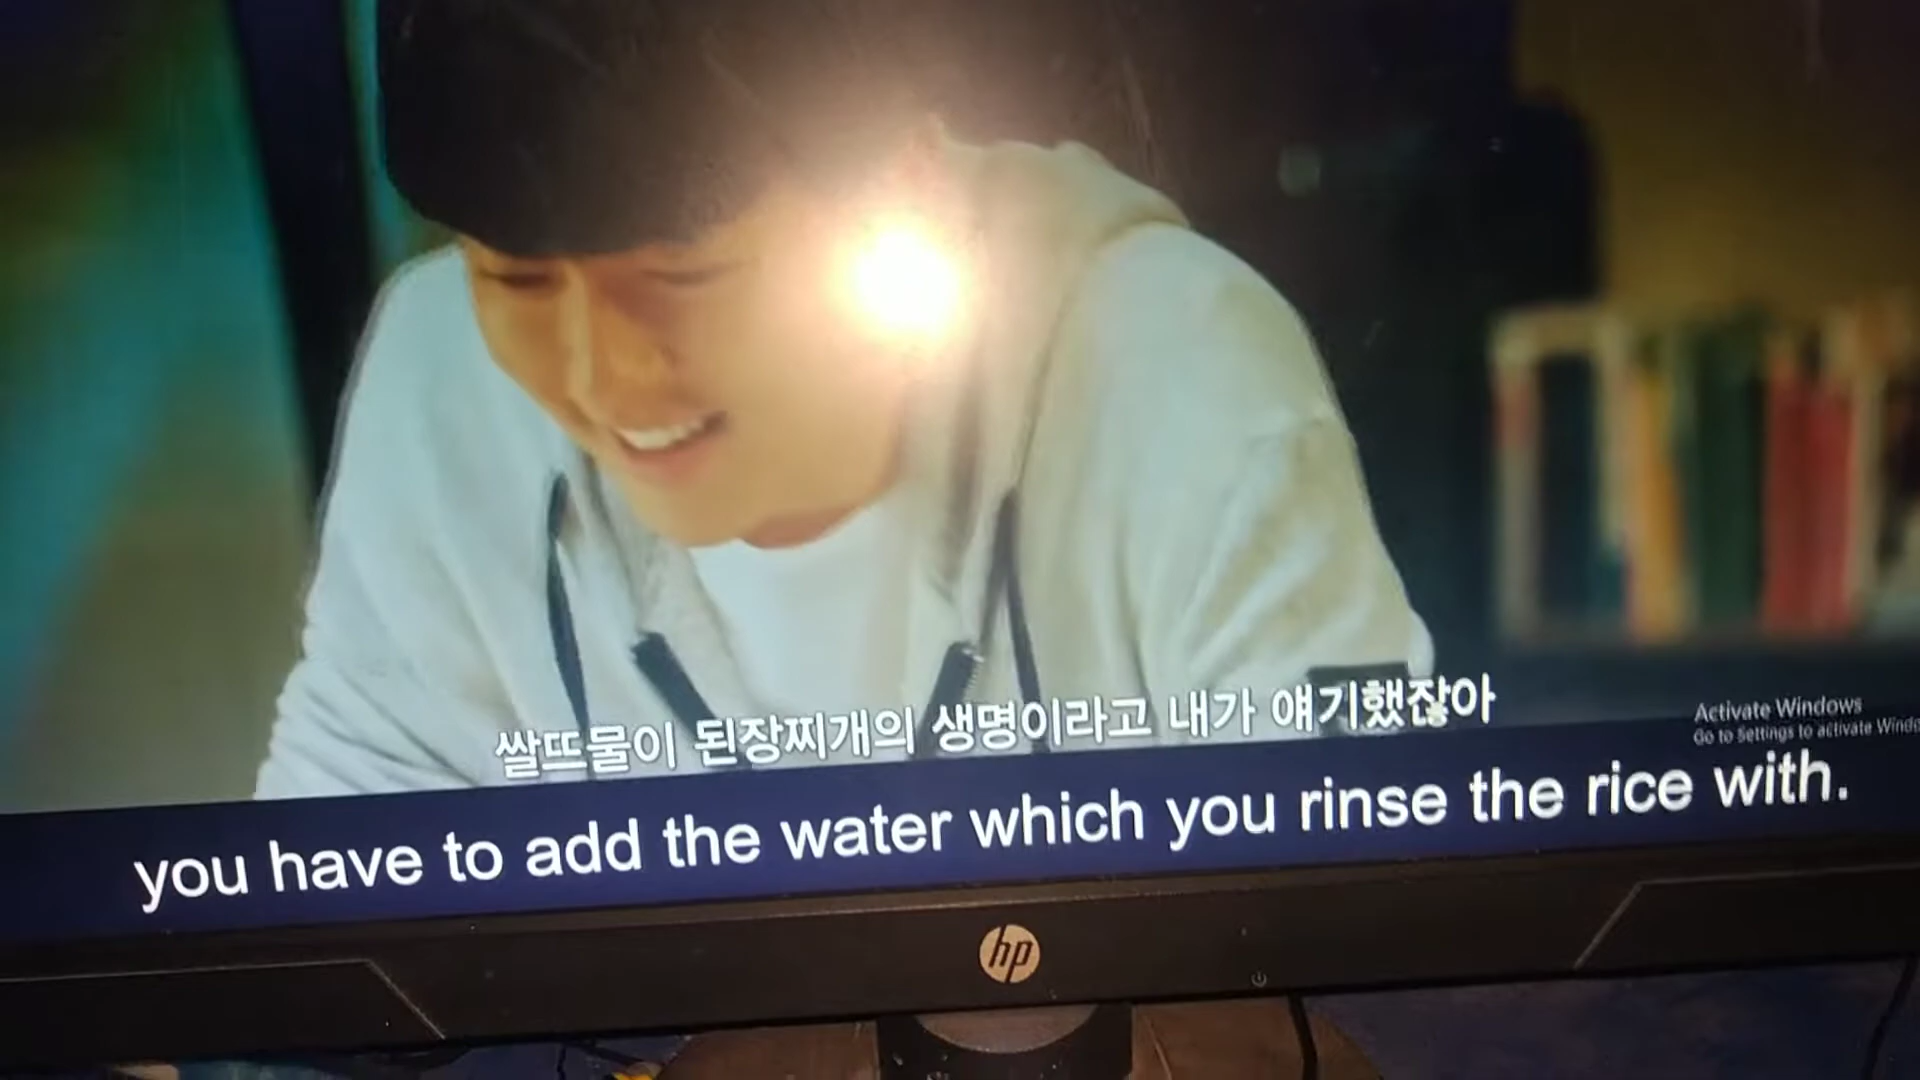 쌀뜨물이 된장찌개의 생명이라고 내가 얘기했잖아
Activate Windows
Go to Settings to activate Windo
you have to add the water which you rinse the rice with.
hp